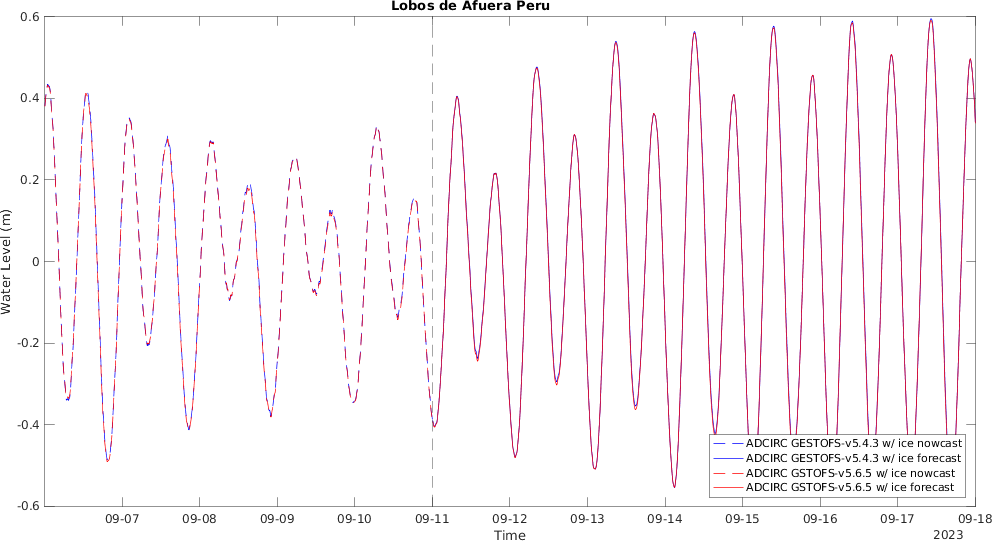 Lobos de Afuera Peru
0.6
0.4
0.2
0
-0.2
-0.4
-0.6
Water Level (m)
ADCIRC GESTOFS-v5.4.3 w/ ice nowcast
ADCIRC GESTOFS-v5.4.3 w/ ice forecast
ADCIRC GSTOFS-v5.6.5 w/ ice nowcast
ADCIRC GSTOFS-v5.6.5 w/ ice forecast
09-07 09-08 09-09 09-10 09-11 09-12 09-13 09-14 09-15 09-16 09-17 09-18
Time
2023